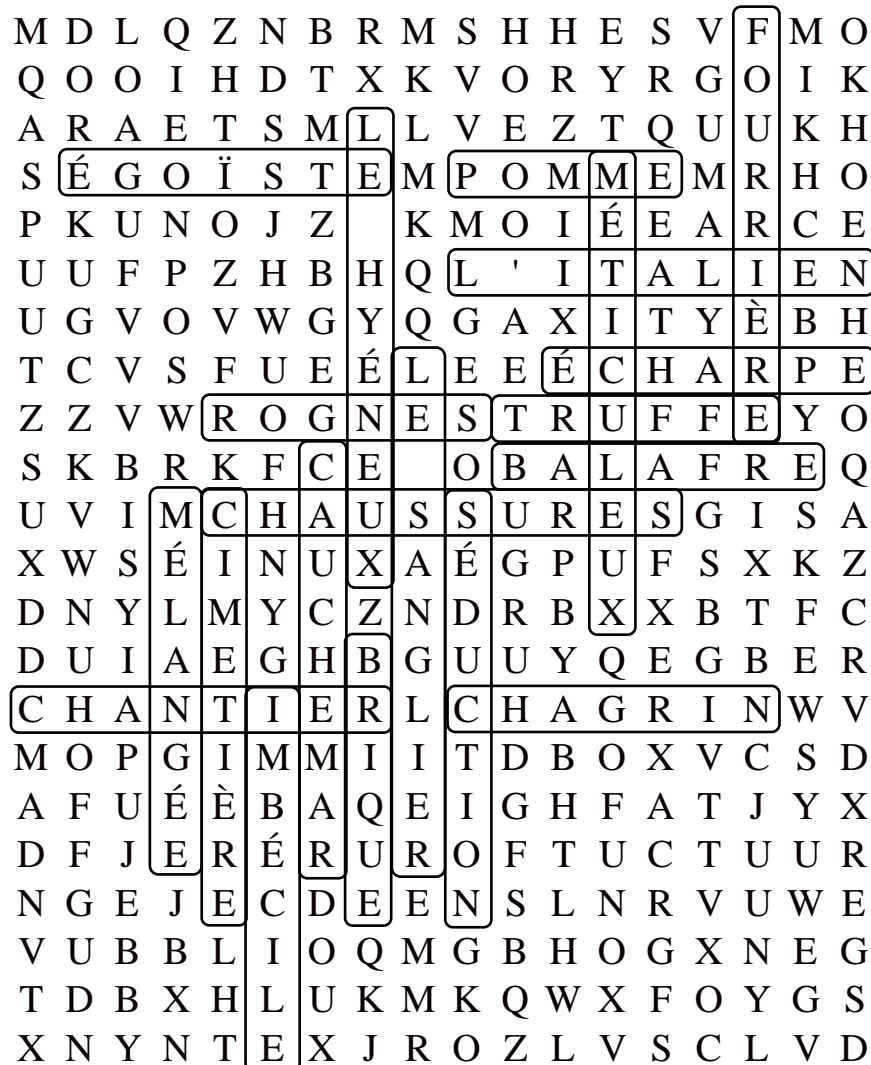 M D L Q Z N B R M S H H E S V F M O
Q O O I H D T X K V O R Y R G O I K
A R A E T S M L L V E Z T Q U U K H
S É G O Ï S T E M P O M M E M R H O
P K U N O J Z K M O I É E A R C E
U U F P Z H B H Q L ' I T A L I E N
U G V O V W G Y Q G A X I T Y È B H
T C V S F U E É L E E É C H A R P E
Z Z V W R O G N E S T R U F F E Y O
S K B R K F C E O B A L A F R E Q
U V I M C H A U S S U R E S G I S A
X W S É I N U X A É G P U F S X K Z
D N Y L M Y C Z N D R B X X B T F C
D U I A E G H B G U U Y Q E G B E R
C H A N T I E R L C H A G R I N W V
M O P G I M M I I T D B O X V C S D
A F U É È B A Q E I G H F A T J Y X
D F J E R É R U R O F T U C T U U R
N G E J E C D E E N S L N R V U W E
V U B B L I O Q M G B H O G X N E G
T D B X H L U K M K Q W X F O Y G S
X N Y N T E X J R O Z L V S C L V D